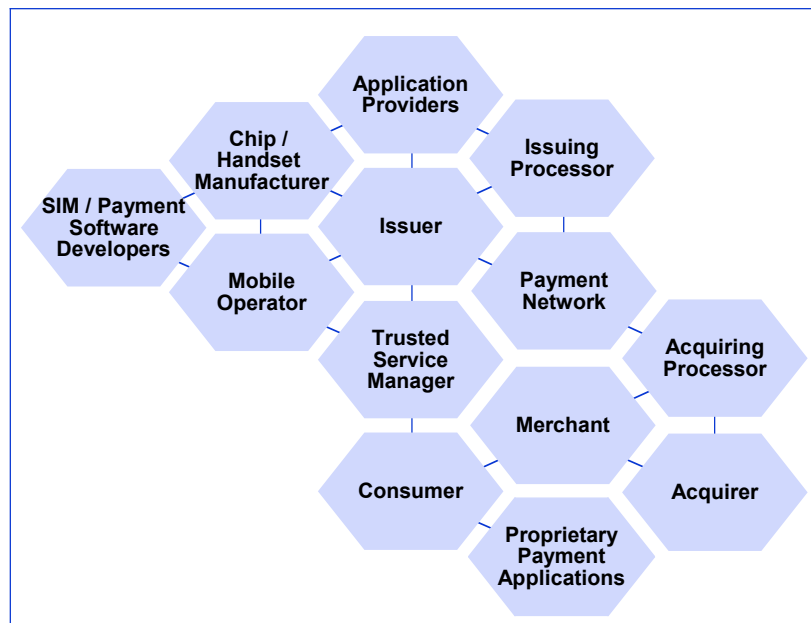 Application
Providers
Chip /
Handset
Manufacturer
Issuing
Processor
SIM / Payment
Software
Developers
Issuer
Mobile
Operator
Payment
Network
Trusted
Service
Manager
Acquiring
Processor
Merchant
Consumer
Acquirer
Proprietary
Payment
Applications